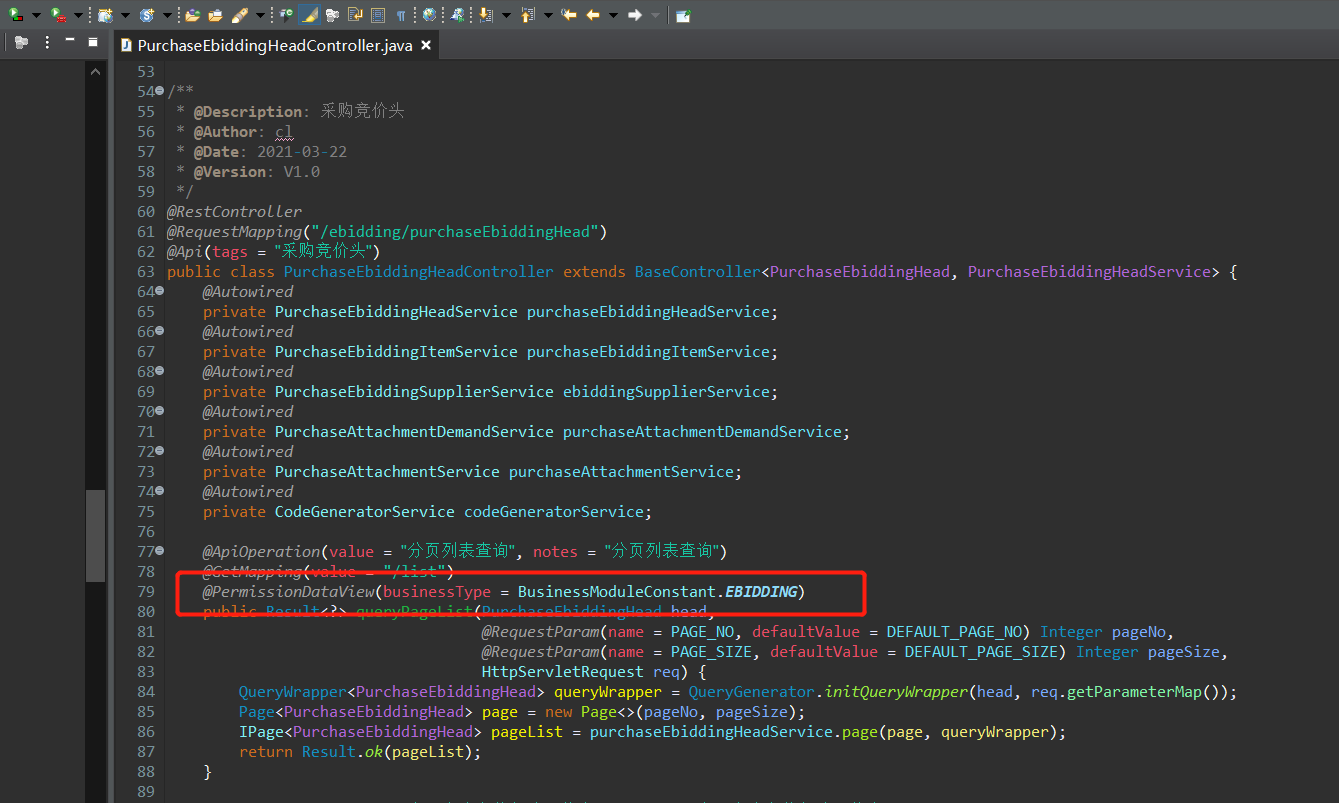 PurchaseEbiddingHeadController.java
53
54 /**
55 * @Description: 采购竞价头
56 * @Author: cl
57 * @Date: 2021-03-22
58 * @Version: V1.0
59 */
60 @RestController
61 @RequestMapping("/ebidding/purchaseEbiddingHead")
62 @Api(tags = "采购竞价头")
63 public class PurchaseEbiddingHeadController extends BaseController<PurchaseEbiddingHead, PurchaseEbiddingHeadService> {
64 @Autowired
65 private PurchaseEbiddingHeadService purchaseEbiddingHeadService;
66 @Autowired
67 private PurchaseEbiddingItemService purchaseEbiddingItemService;
68 @Autowired
69 private PurchaseEbiddingSupplierService ebiddingSupplierService;
70 @Autowired
71 private PurchaseAttachmentDemandService purchaseAttachmentDemandService;
72 @Autowired
73 private PurchaseAttachmentService purchaseAttachmentService;
74 @Autowired
75 private CodeGeneratorService codeGeneratorService;
76
77 @ApiOperation(value = "分页列表查询", notes = "分页列表查询")
78 @GetMapping(value = "/list")
79 @PermissionDataView(businessType = BusinessModuleConstant.EBIDDING)
80 public Result<?> queryPageList(PurchaseEbiddingHead head,
81 @RequestParam(name = PAGE_NO, defaultValue = DEFAULT_PAGE_NO) Integer pageNo,
82 @RequestParam(name = PAGE_SIZE, defaultValue = DEFAULT_PAGE_SIZE) Integer pageSize,
83 HttpServletRequest req) {
84 QueryWrapper<PurchaseEbiddingHead> queryWrapper = QueryGenerator.initQueryWrapper(head, req.getParameterMap());
85 Page<PurchaseEbiddingHead> page = new Page<>(pageNo, pageSize);
86 IPage<PurchaseEbiddingHead> pageList = purchaseEbiddingHeadService.page(page, queryWrapper);
87 return Result.ok(pageList);
88 }
89